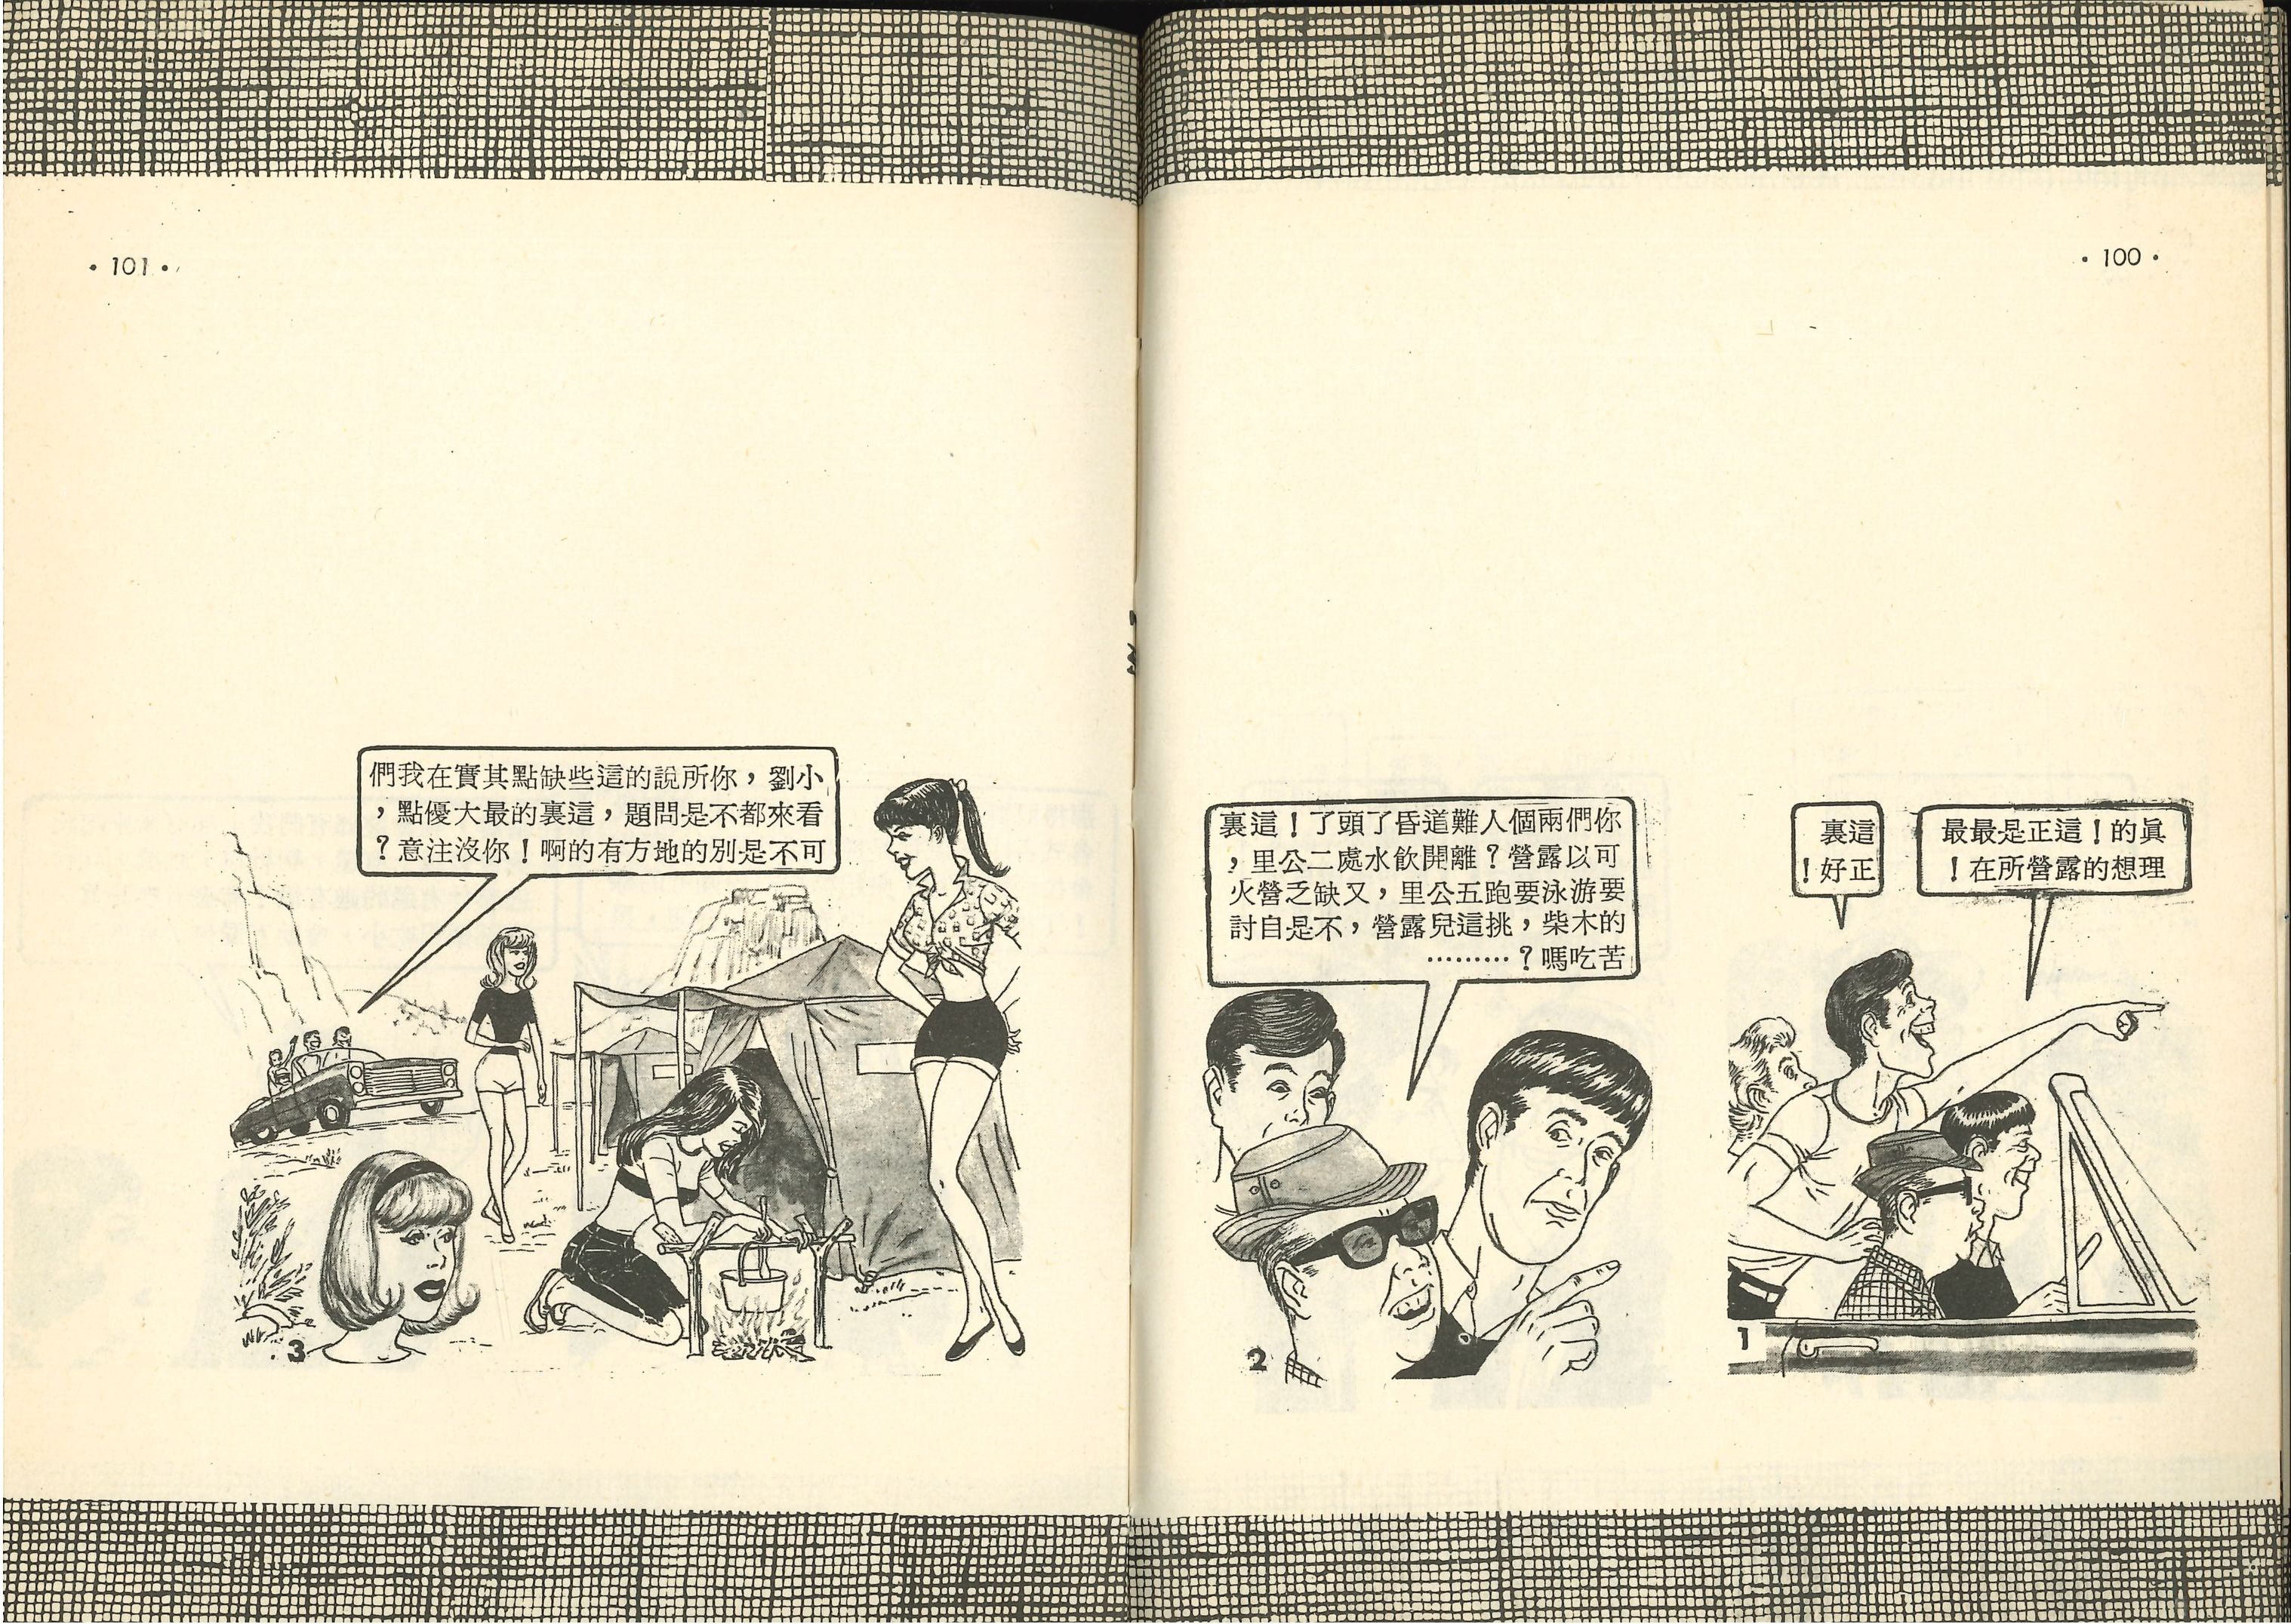 ·100·
真的！這正是最最
理想的露營所在！
這裏
正好！
你們兩個人難道昏了頭了！這裏
可以露營？離開飲水處二公里，
要游泳要跑五公里，又缺乏營火
的木柴，挑這兒露營，不是自討
苦吃嗎？………
1
2
·101·
小劉，你所說的這些缺點其實在我們
看來都不是問題，這裏的最大優點，
可不是別的地方有的啊！你沒注意？
3